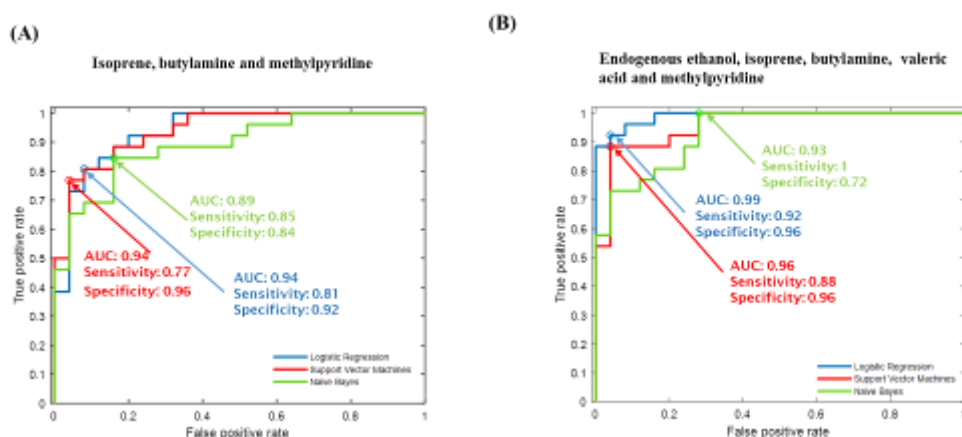 (A)
Isoprene, butylamine and methylpyridine
1
0.9
0.8
0.7
0.6
0.5
0.4
0.3
0.2
0.1
0
True positive rate
AUC: 0.89
Sensitivity: 0.85
Specificity: 0.84
AUC: 0.94
Sensitivity: 0.77
Specificity: 0.96
AUC: 0.94
Sensitivity: 0.81
Specificity: 0.92
Logistic Regression
Support Vector Machines
Naive Bayes
0 0.2 0.4 0.6 0.8 1
False positive rate
(B)
Endogenous ethanol, isoprene, butylamine, valeric
acid and methylpyridine
1
0.9
0.8
0.7
0.6
0.5
0.4
0.3
0.2
0.1
0
True positive rate
AUC: 0.93
Sensitivity: 1
Specificity: 0.72
AUC: 0.99
Sensitivity: 0.92
Specificity: 0.96
AUC: 0.96
Sensitivity: 0.88
Specificity: 0.96
Logistic Regression
Support Vector Machines
Naive Bayes
0 0.2 0.4 0.6 0.8 1
False positive rate